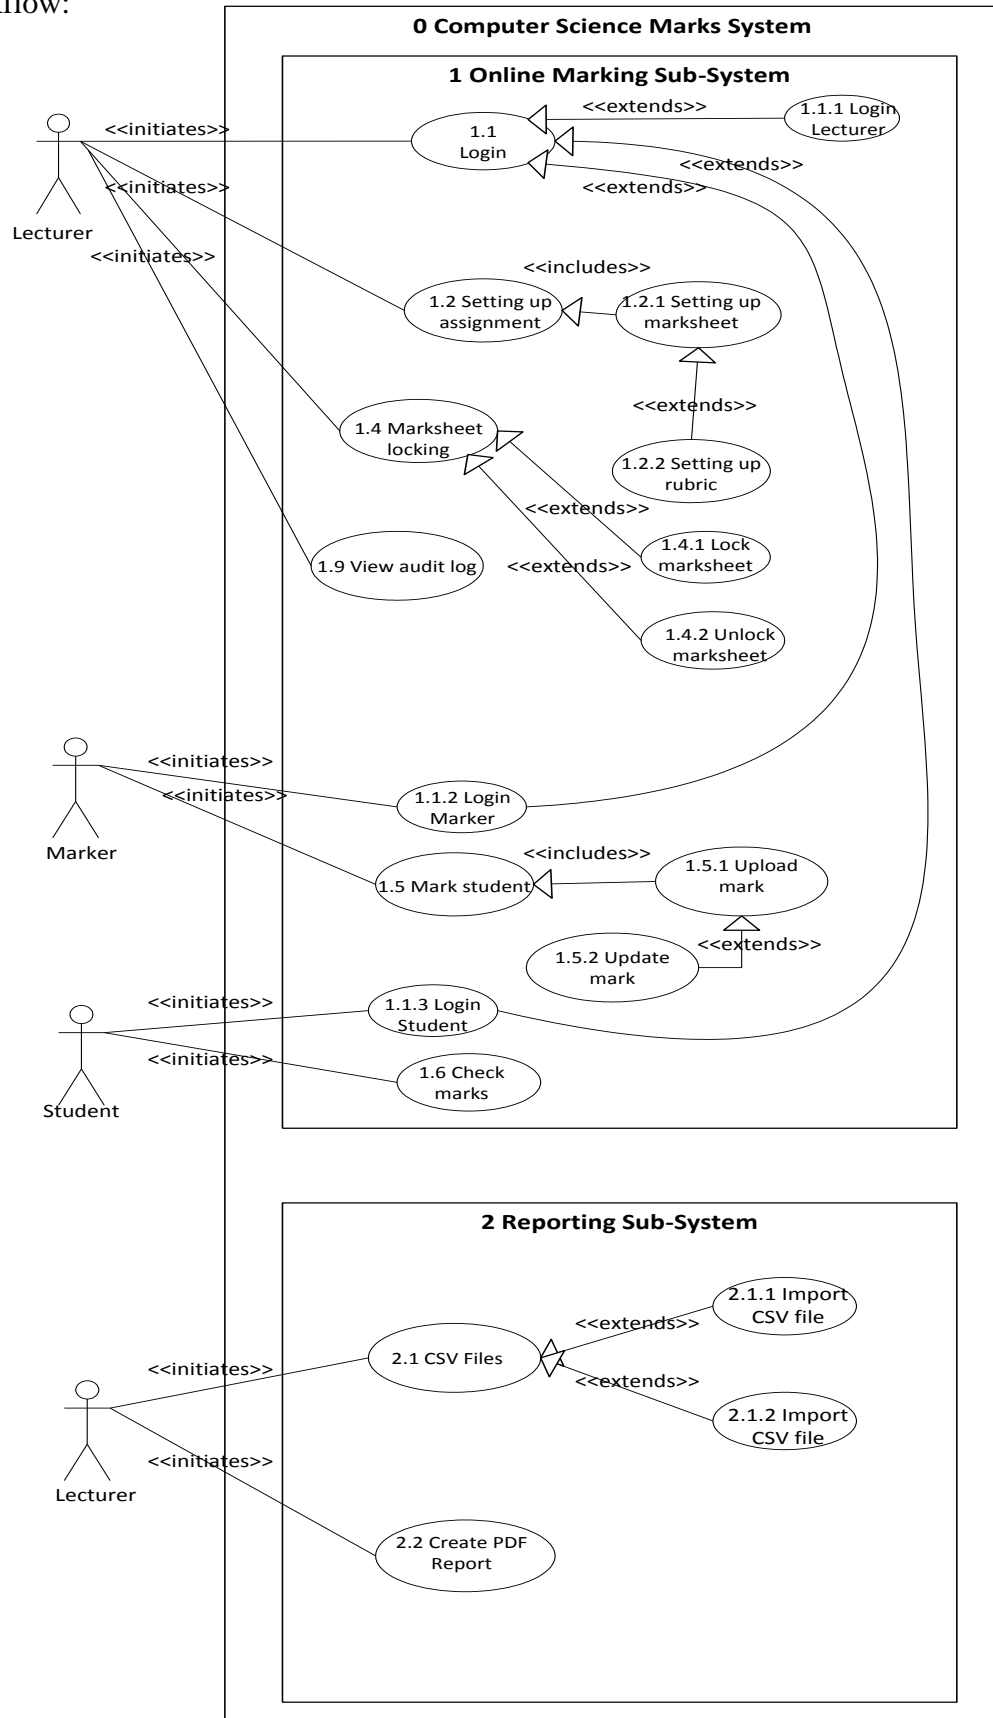 flow:
0 Computer Science Marks System
1 Online Marking Sub-System
<<extends>>
1.1.1 Login
Lecturer
<<initiates>>
1.1
Login
<<extends>>
<<initiates>>
<<extends>>
Lecturer
<<initiates>>
<<includes>>
1.2 Setting up
assignment
1.2.1 Setting up
marksheet
<<extends>>
1.4 Marksheet
locking
1.2.2 Setting up
rubric
<<extends>>
1.4.1 Lock
marksheet
1.9 View audit log
<<extends>>
1.4.2 Unlock
marksheet
<<initiates>>
<<initiates>>
1.1.2 Login
Marker
Marker
<<includes>>
1.5 Mark student
1.5.1 Upload
mark
<<extends>>
1.5.2 Update
mark
<<initiates>>
1.1.3 Login
Student
<<initiates>>
1.6 Check
marks
Student
2 Reporting Sub-System
2.1.1 Import
CSV file
<<extends>>
2.1 CSV Files
<<initiates>>
<<extends>>
2.1.2 Import
CSV file
<<initiates>>
Lecturer
2.2 Create PDF
Report